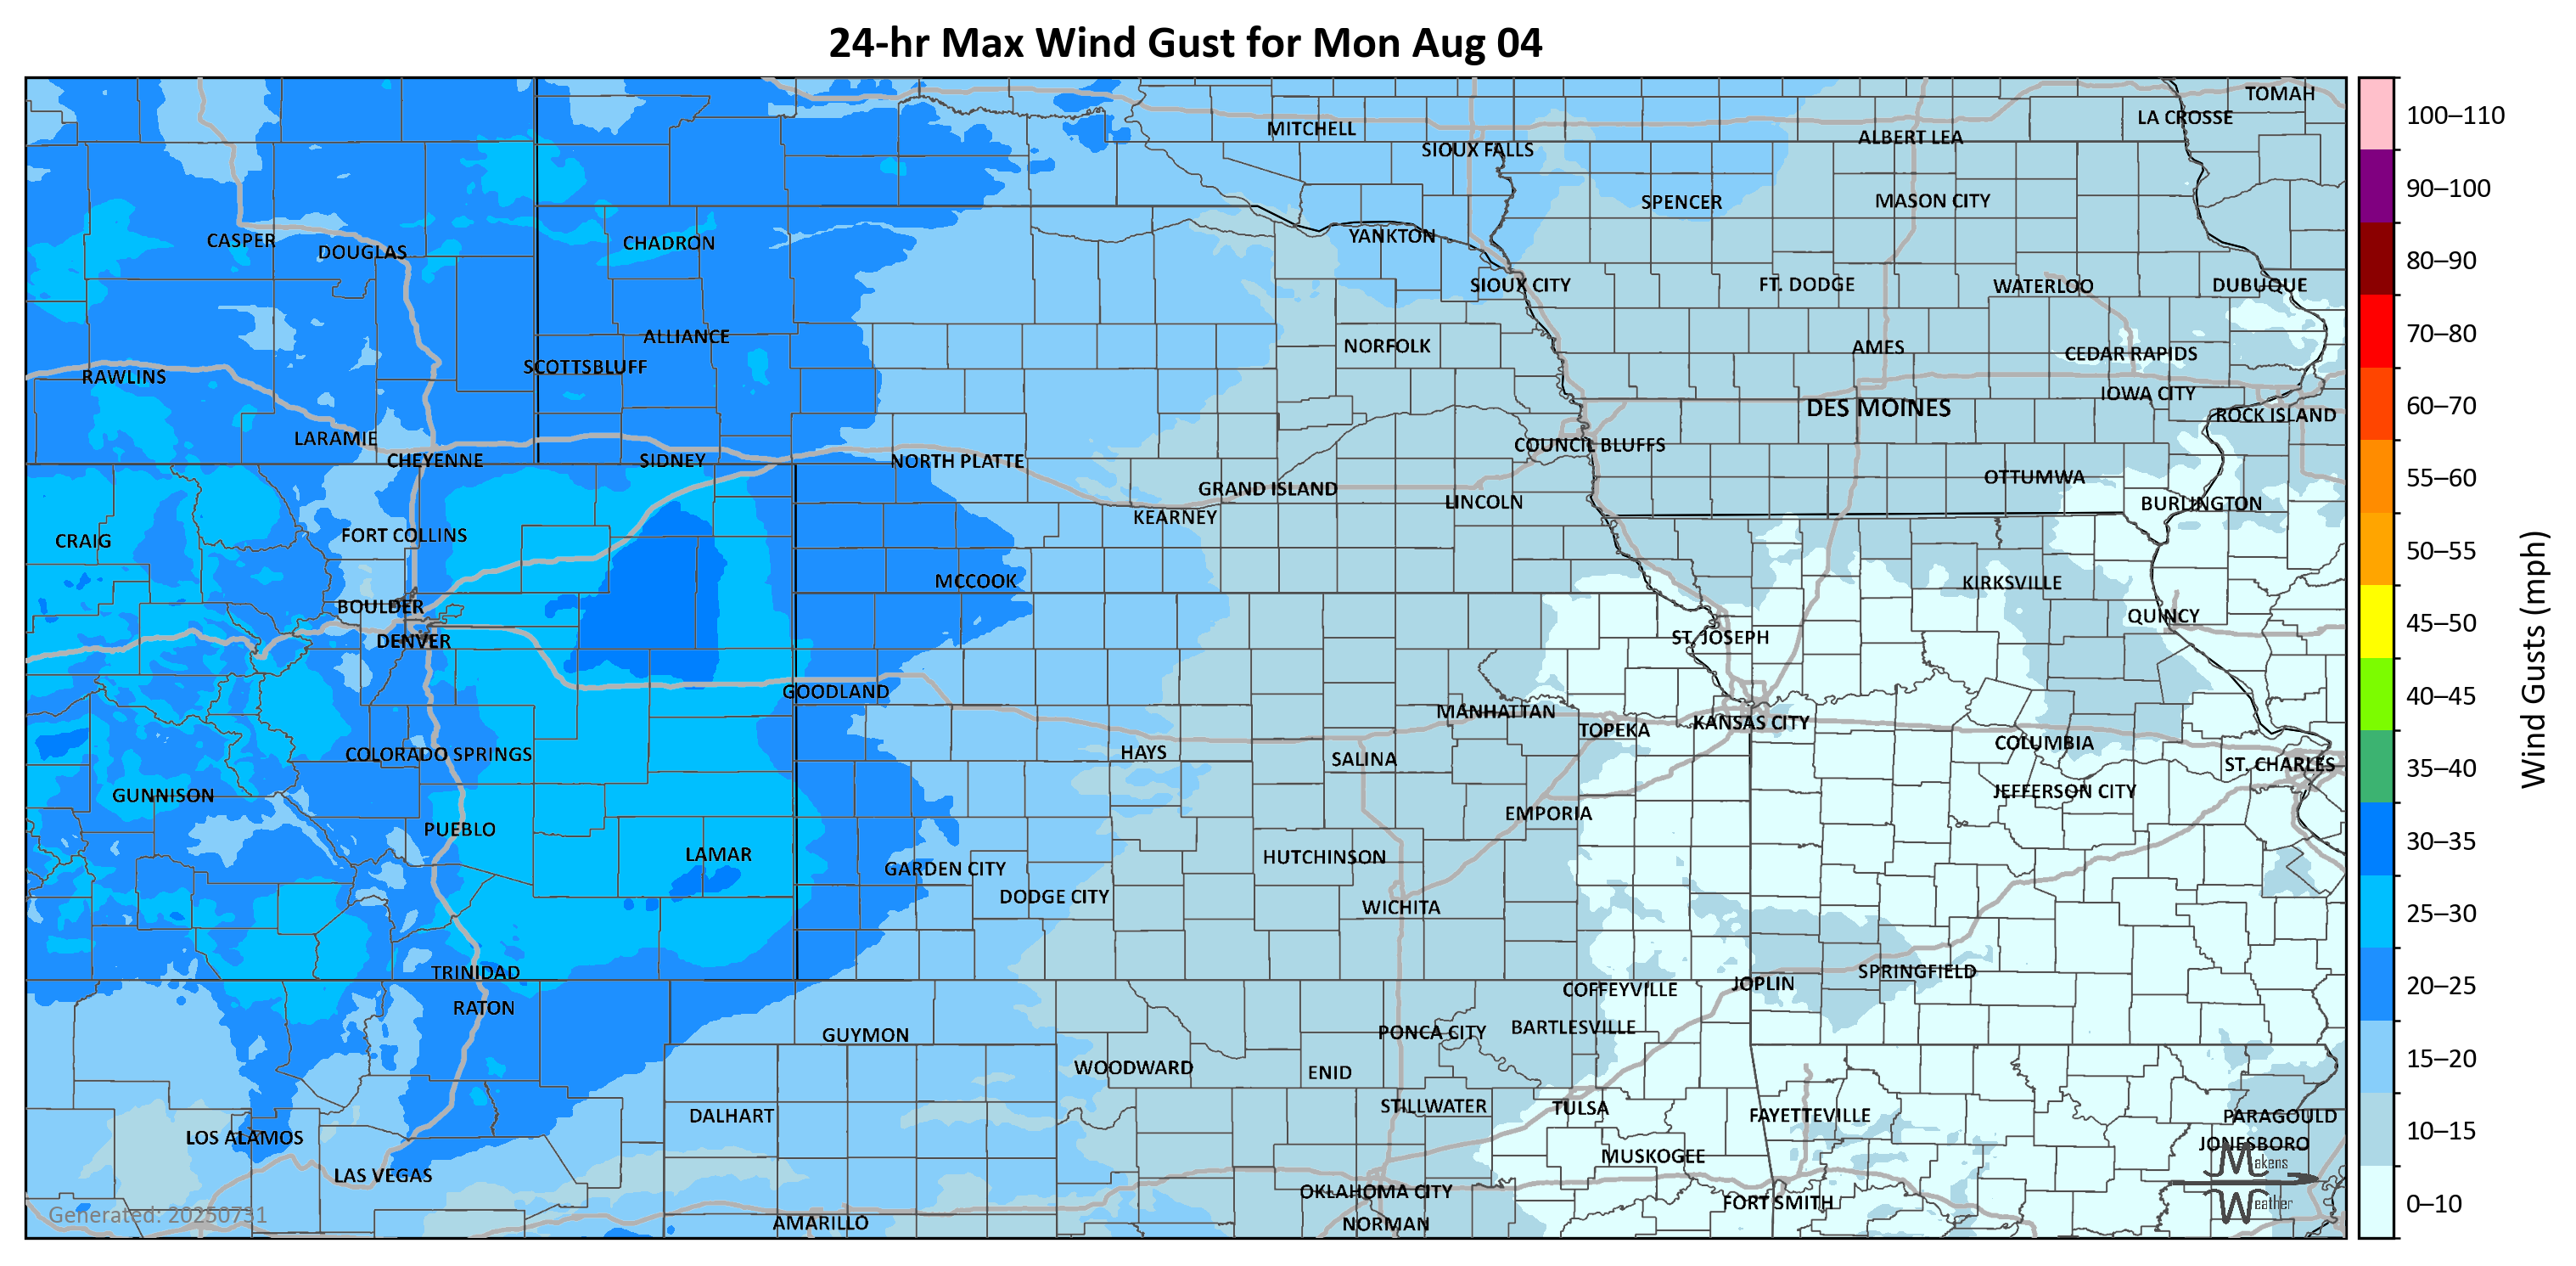 24-hr Max Wind Gust for Mon Aug 04
TOMAH
LA CROSSE
MITCHELL
ALBERT LEA
SIOUX FALLS
SPENCER
MASON CITY
CASPER
DOUGLAS
CHADRON
YANKTON
SIOUX CITY
FT. DODGE
WATERLOO
DUBUQUE
ALLIANCE
NORFOLK
AMES
CEDAR RAPIDS
SCOTTSBLUFF
RAWLINS
IOWA CITY
DES MOINES
ROCK ISLAND
LARAMIE
COUNCIL BLUFFS
CHEYENNE
SIDNEY
NORTH PLATTE
OTTUMWA
GRAND ISLAND
LINCOLN
BURLINGTON
KEARNEY
FORT COLLINS
CRAIG
MCCOOK
KIRKSVILLE
BOULDER
QUINCY
DENVER
ST. JOSEPH
GOODLAND
MANHATTAN
KANSAS CITY
TOPEKA
COLUMBIA
COLORADO SPRINGS
HAYS
SALINA
ST. CHARLES
GUNNISON
JEFFERSON CITY
EMPORIA
PUEBLO
LAMAR
HUTCHINSON
GARDEN CITY
DODGE CITY
WICHITA
TRINIDAD
SPRINGFIELD
JOPLIN
COFFEYVILLE
RATON
BARTLESVILLE
GUYMON
PONCA CITY
WOODWARD
ENID
STILLWATER
TULSA
DALHART
FAYETTEVILLE
PARAGOULD
LOS ALAMOS
JONESBORO
MUSKOGEE
LAS VEGAS
OKLAHOMA CITY
FORT SMITH
AMARILLO
NORMAN
Generated: 20250731
Makens
Weather
100–110
90–100
80–90
70–80
60–70
55–60
50–55
45–50
40–45
35–40
30–35
25–30
20–25
15–20
10–15
0–10
Wind Gusts (mph)